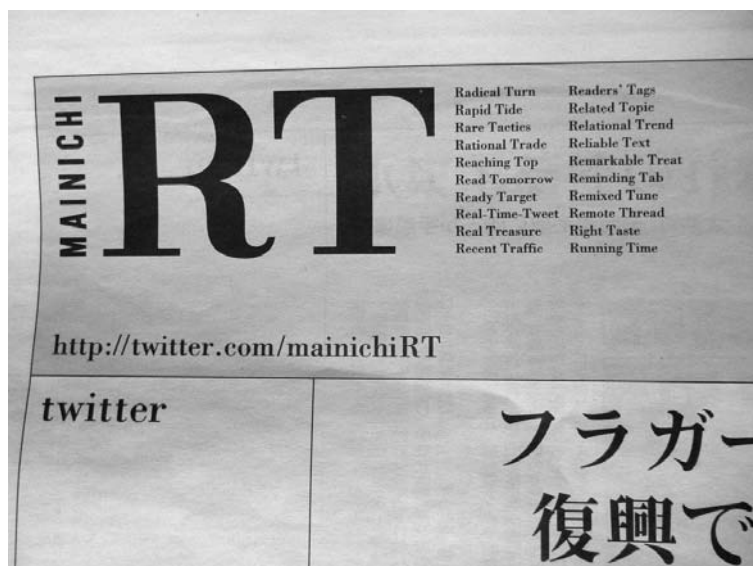 MAINICHI
RT
Radical Turn
Rapid Tide
Rare Tactics
Rational Trade
Reaching Top
Read Tomorrow
Ready Target
Real-Time-Tweet
Real Treasure
Recent Traffic
Readers' Tags
Related Topic
Relational Trend
Reliable Text
Remarkable Treat
Reminding Tab
Remixed Tune
Remote Thread
Right Taste
Running Time
http://twitter.com/mainichiRT
twitter
フラガー
復興で